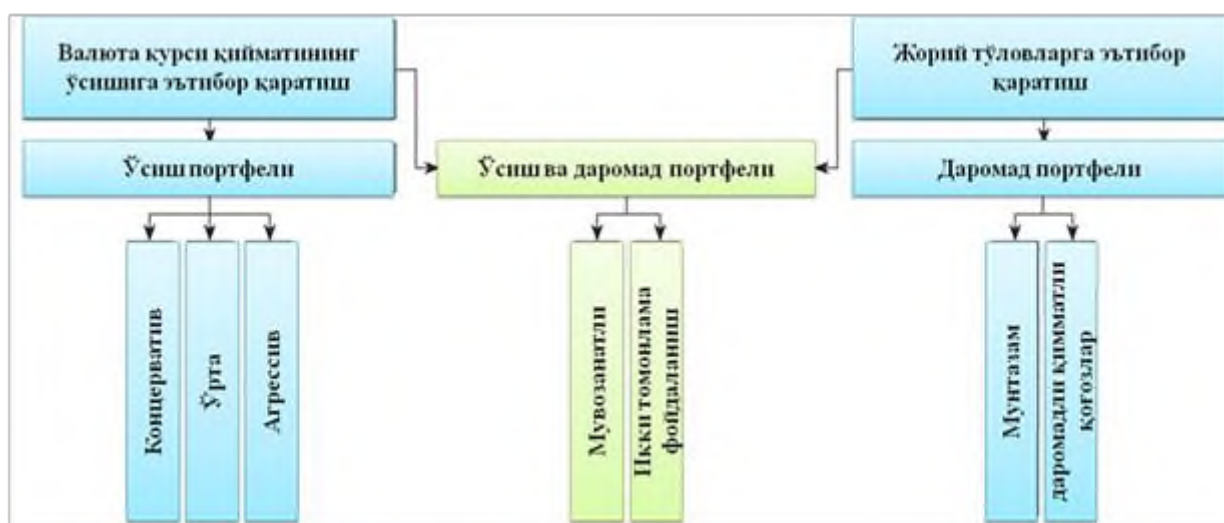 Валюта курси қийматининг
ўсишига эътибор қаратиш
Жорий тўловларга эътибор
қаратиш
Ўсиш портфели
Ўсиш ва даромад портфели
Даромад портфели
Концерватив
Ўрта
Агрессив
Мувозанатли
Икки томонлама
фойдаланиш
Мунтазам
даромадли қимматли
қоғозлар